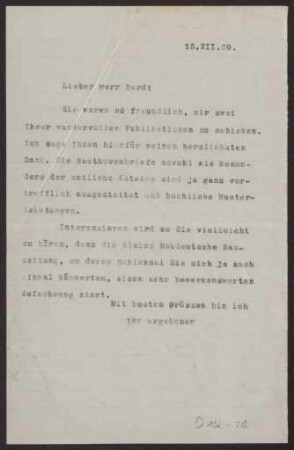 18.XII.09.
Lieber Herr Hard:
Sie waren so freundlich, mir zwei
Ihrer wundervollen Publikationen zu schicken.
Ich sage Ihnen hierfür meinen herzlichsten
Dank. Die Beethovenbriefe sowohl als beson-
ders der amtliche Katalog sind ja ganz vor-
trefflich ausgestattet und buchliche Muster-
leistungen.
Interessieren wird es Sie vielleicht
zu hören, dass die kleine Norddeutsche Bau-
zeitung, um deren Schicksal Sie sich je auch
einmal kümmerten, einen sehr bemerkenswerten
Aufschwung nimmt.
Mit besten Grüssen bin ich
Ihr ergebener